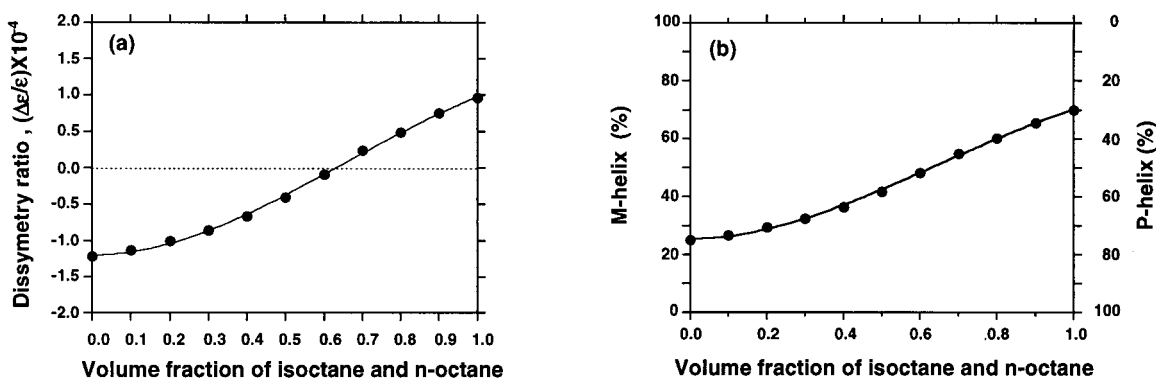 (a)
Dissymetry ratio , (Δε/ε)X10-4
2.0
1.5
1.0
0.5
0.0
-0.5
-1.0
-1.5
-2.0
0.0 0.1 0.2 0.3 0.4 0.5 0.6 0.7 0.8 0.9 1.0
Volume fraction of isoctane and n-octane
(b)
M-helix (%)
100
80
60
40
20
0
0.0 0.2 0.4 0.6 0.8 1.0
Volume fraction of isoctane and n-octane
P-helix (%)
0
20
40
60
80
100